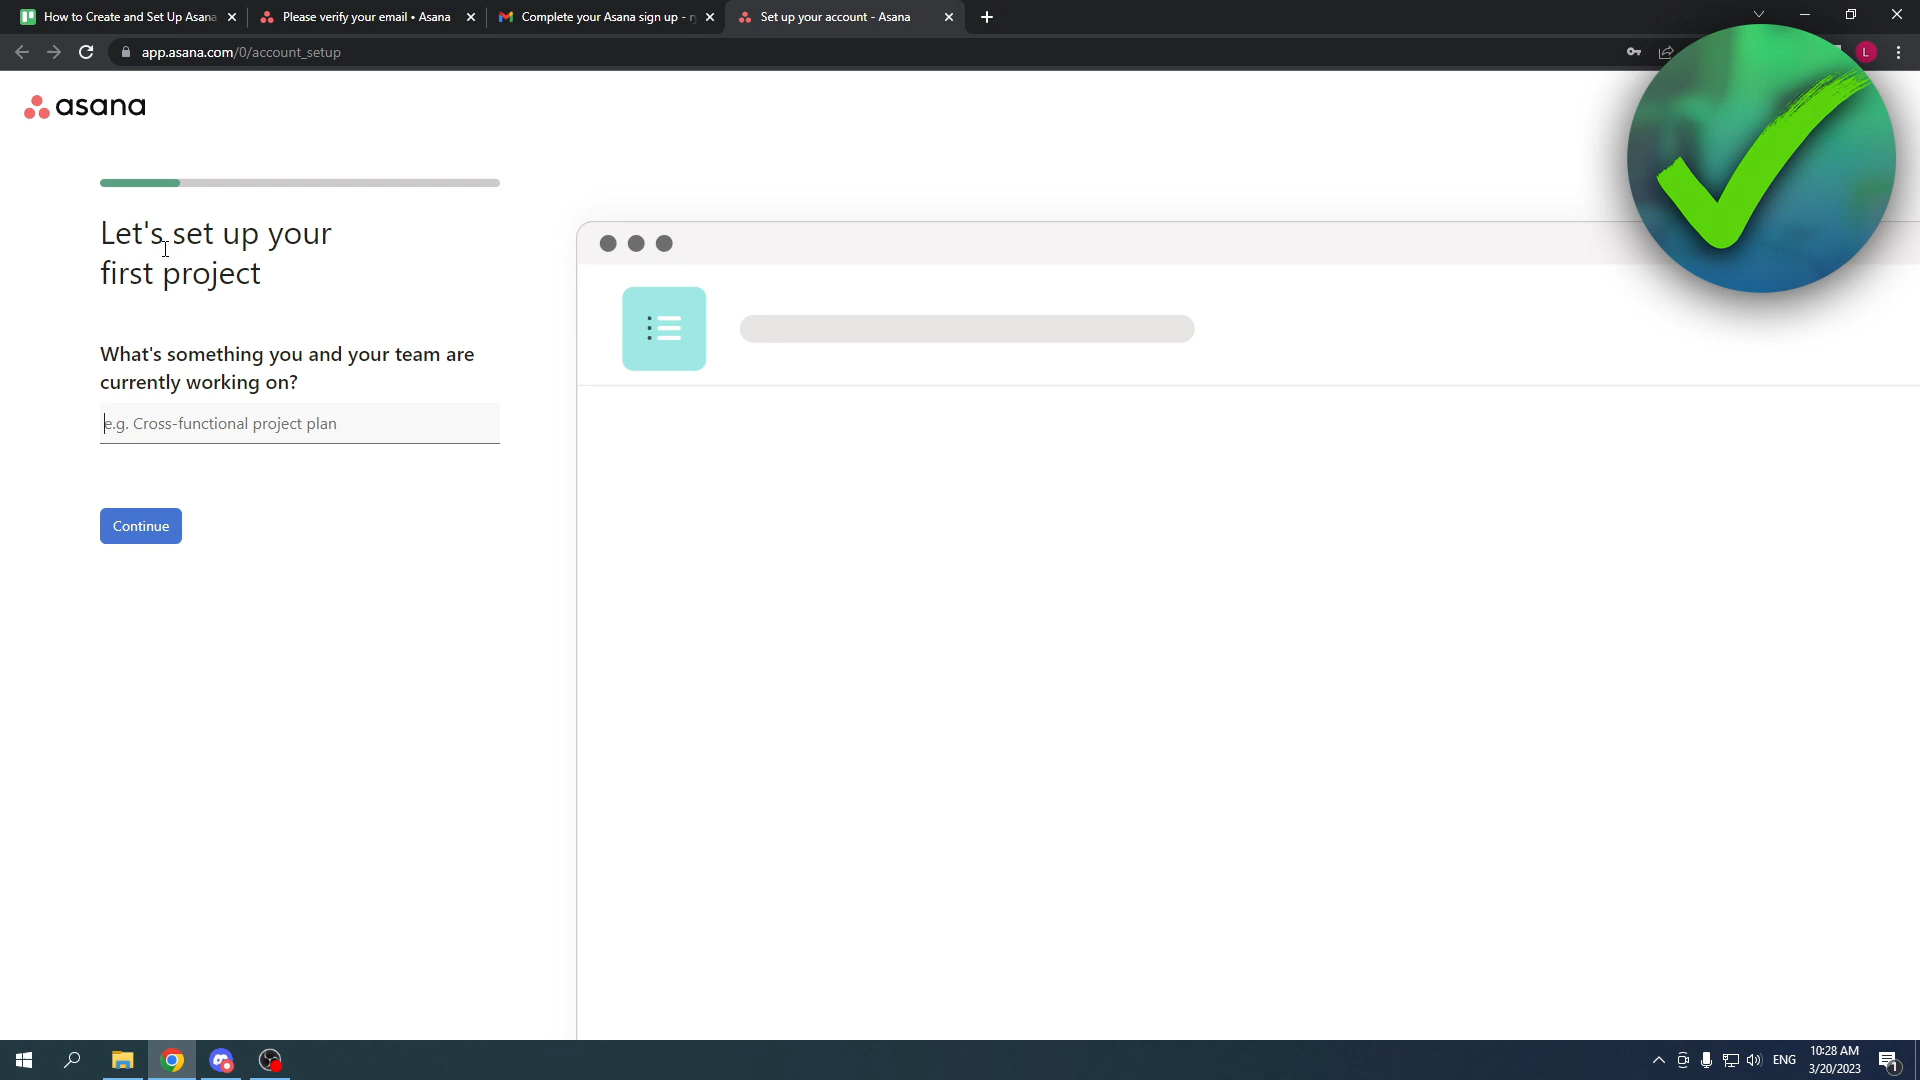 How to Create and Set Up Asana
Please verify your email • Asana
Complete your Asana sign up -
Set up your account - Asana
app.asana.com/0/account_setup
L
asana
Let's set up your
first project
What's something you and your team are
currently working on?
e.g. Cross-functional project plan
Continue
ENG
10:28 AM
3/20/2023
1